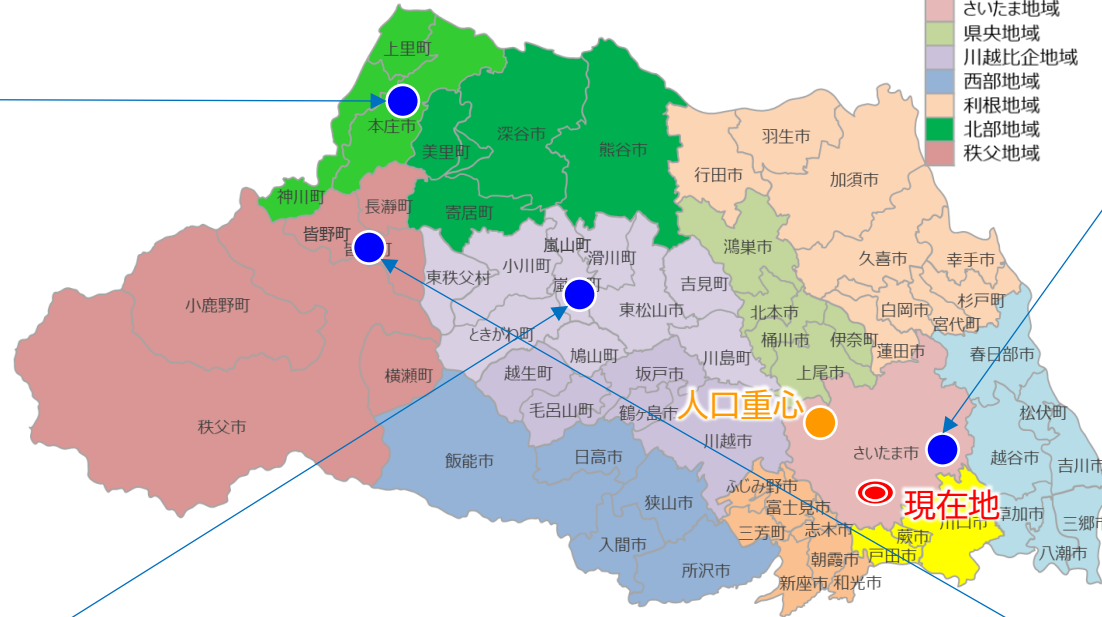 さいたま地域
県央地域
川越比企地域
西部地域
利根地域
北部地域
秩父地域
上里町
本庄市
美里町
深谷市
熊谷市
神川町
長瀞町
寄居町
皆野町
小鹿野町
秩父市
横瀬町
東秩父村
小川町
嵐山町
滑川町
吉見町
東松山市
ときがわ町
鳩山町
川島町
越生町
坂戸市
毛呂山町
鶴ヶ島市
川越市
行田市
羽生市
加須市
鴻巣市
久喜市
幸手市
北本市
白岡市
杉戸町
宮代町
桶川市
伊奈町
蓮田市
春日部市
上尾市
人口重心
さいたま市
松伏町
越谷市
吉川市
飯能市
日高市
狭山市
入間市
所沢市
ふじみ野市
富士見市
三芳町
志木市
朝霞市
新座市
和光市
現在地
川口市
蕨市
戸田市
草加市
三郷市
八潮市